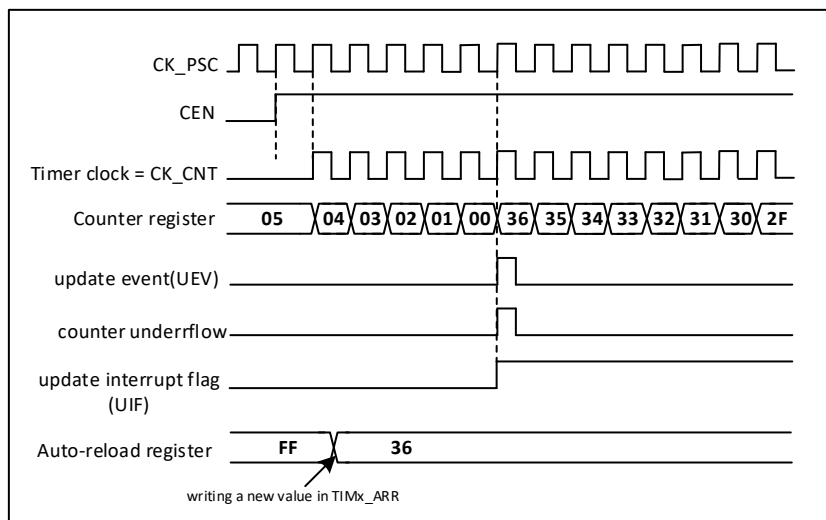 CK_PSC
CEN
Timer clock = CK_CNT
Counter register 05 04 03 02 01 00 36 35 34 33 32 31 30 2F
update event(UEV)
counter underrflow
update interrupt flag
(UIF)
Auto-reload register FF 36
writing a new value in TIMx_ARR